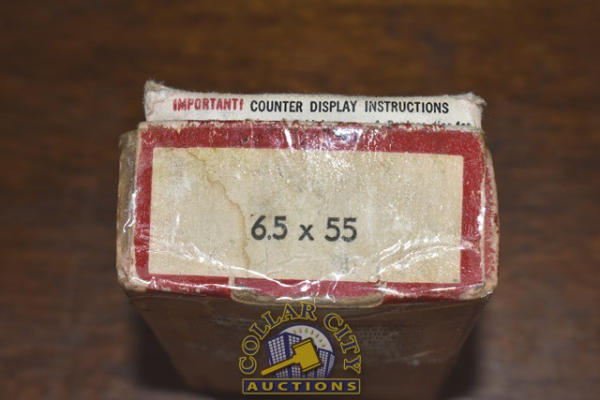 IMPORTANT! COUNTER DISPLAY INSTRUCTIONS
6.5 x 55
COLLAR CITY
AUCTIONS